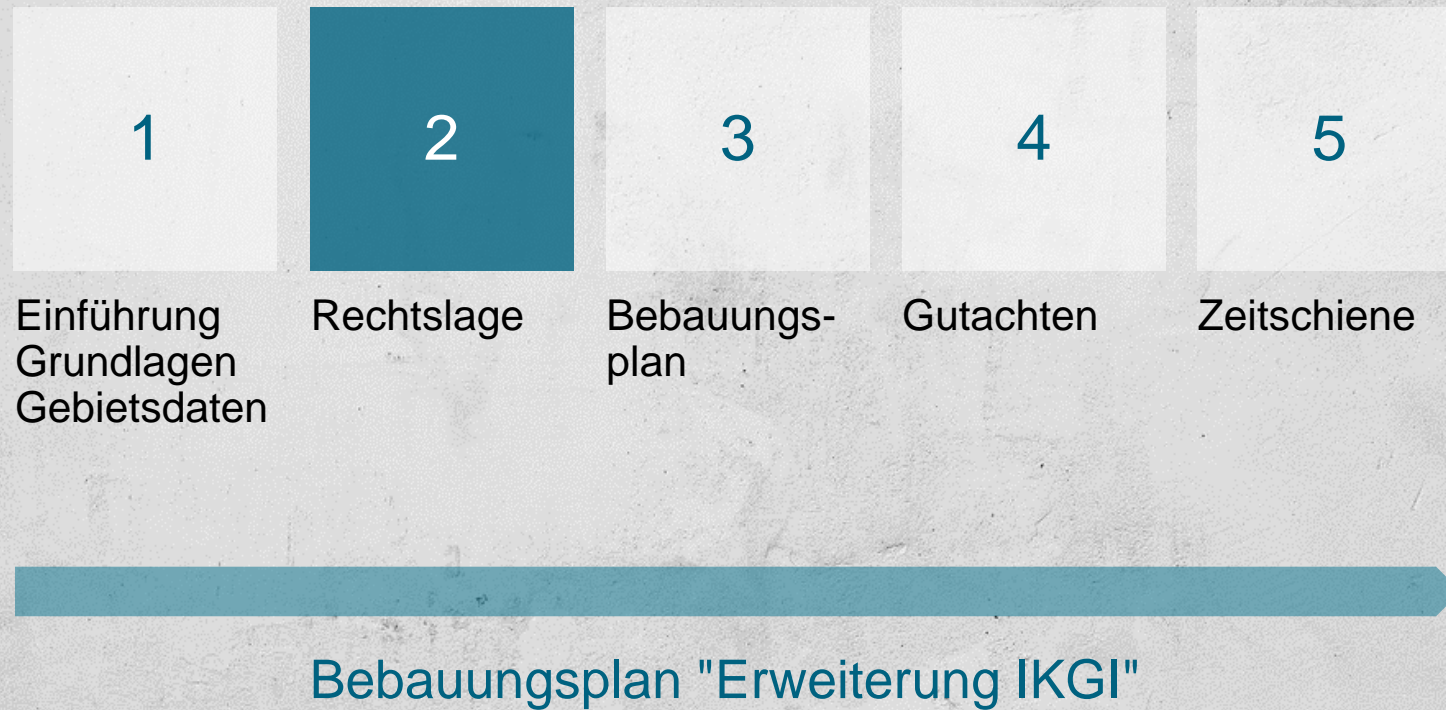 1
2
3
4
5
Einführung
Grundlagen
Gebietsdaten
Rechtslage
Bebauungs-
plan
Gutachten
Zeitschiene
Bebauungsplan "Erweiterung IKGI"